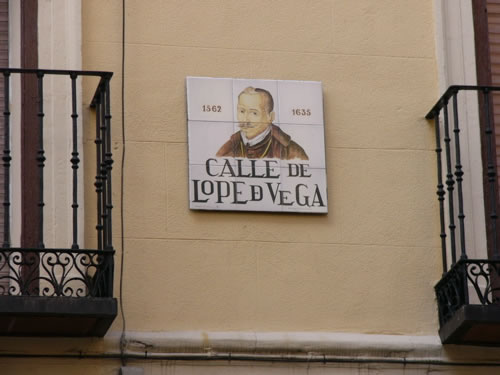 1562 1635
CALLE DE
LOPE D VEGA